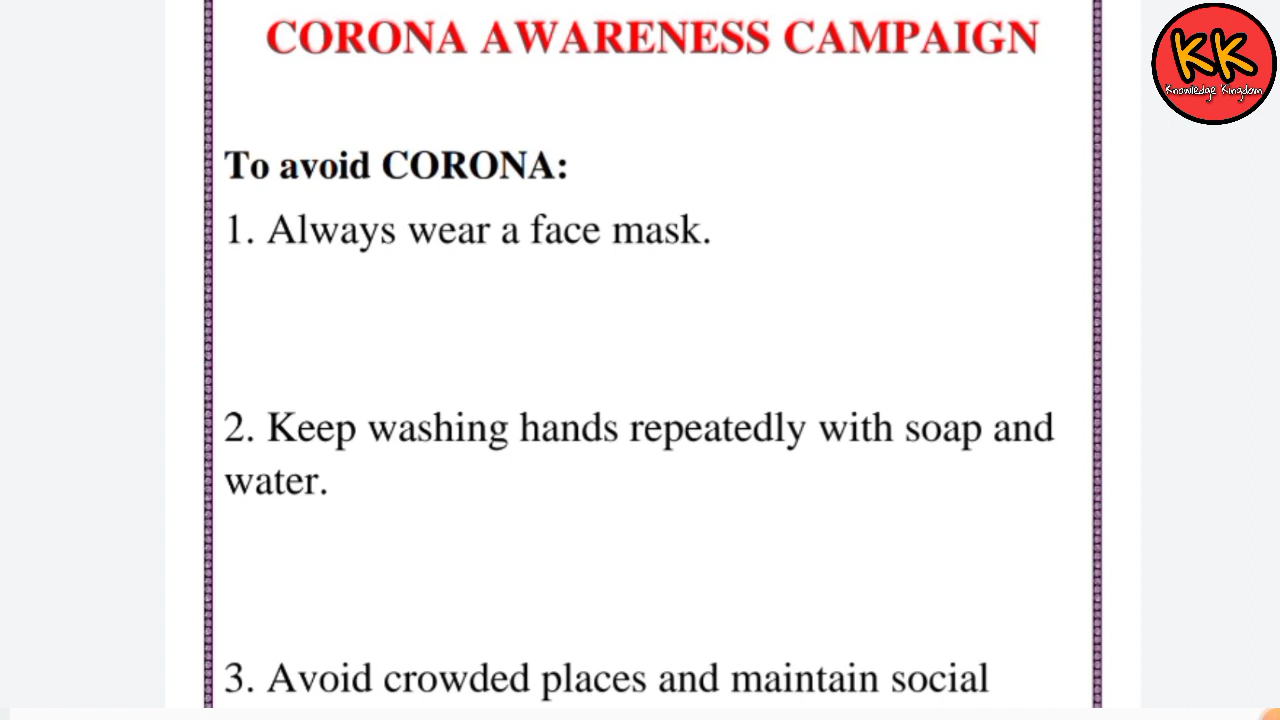 CORONA AWARENESS CAMPAIGN
KK
Knowledge Kingdom
To avoid CORONA:
1. Always wear a face mask.
2. Keep washing hands repeatedly with soap and
water.
3. Avoid crowded places and maintain social